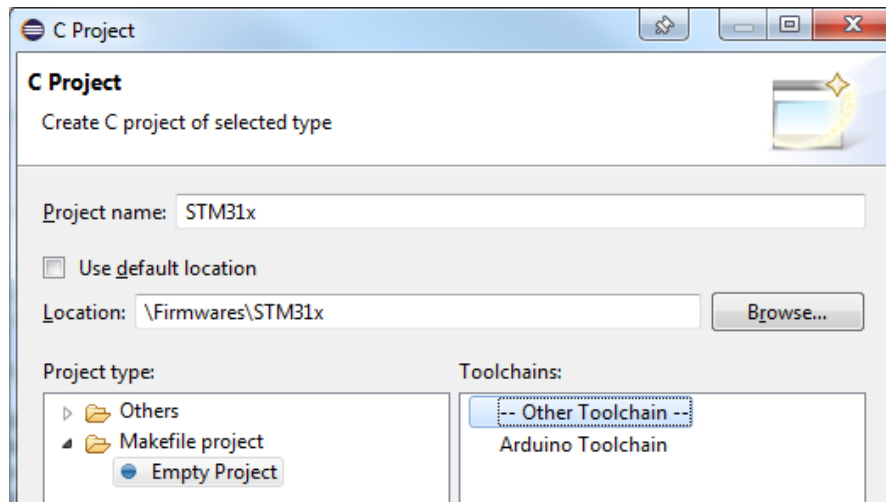 C Project
C Project
Create C project of selected type
Project name: STM31x
Use default location
Location: \Firmwares\STM31x Browse...
Project type: Toolchains:
Others -- Other Toolchain --
Makefile project Arduino Toolchain
Empty Project